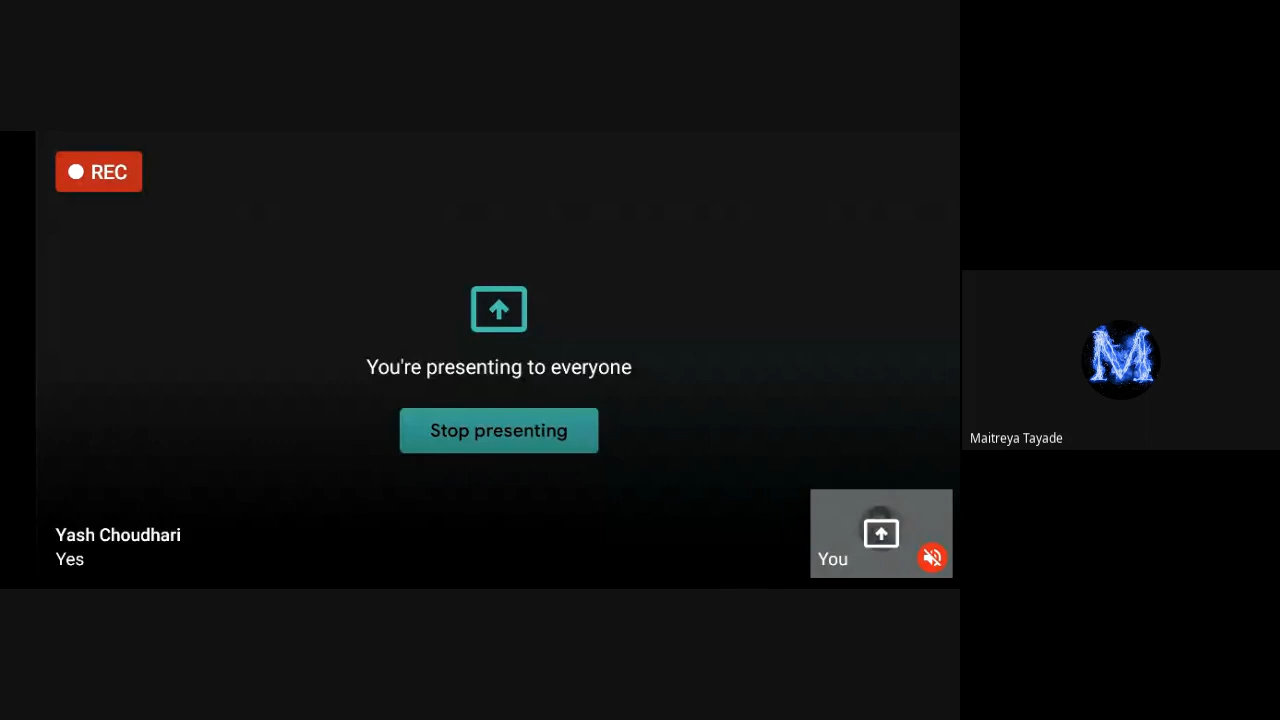 REC
You're presenting to everyone
Stop presenting
Yash Choudhari
Yes
You
M
Maitreya Tayade